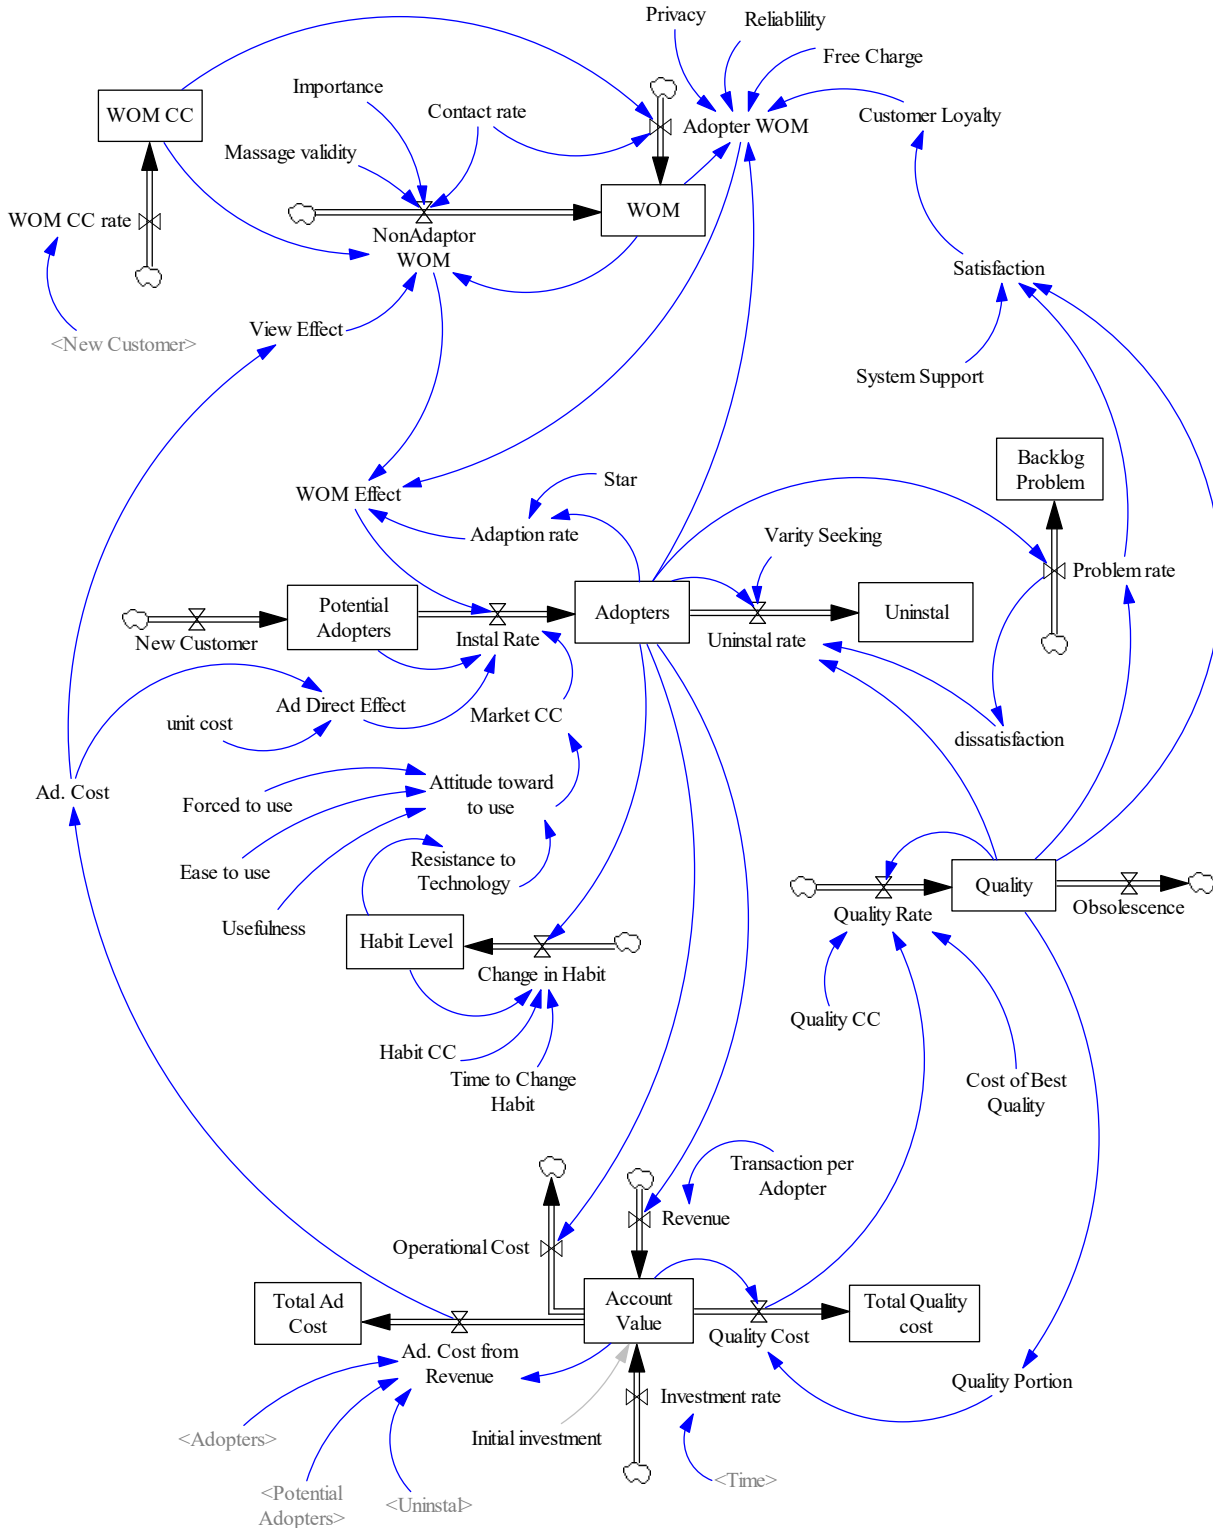 Privacy
Reliablility
Free Charge
Importance
WOM CC
Contact rate
Customer Loyalty
Adopter WOM
Massage validity
WOM
WOM CC rate
NonAdaptor
WOM
Satisfaction
View Effect
<New Customer>
System Support
Backlog
Problem
Star
WOM Effect
Adaption rate
Varity Seeking
Problem rate
Potential
Adopters
Adopters
Uninstal
New Customer
Instal Rate
Uninstal rate
Ad Direct Effect
Market CC
unit cost
dissatisfaction
Ad. Cost
Forced to use
Attitude toward
to use
Ease to use
Resistance to
Technology
Quality
Usefulness
Quality Rate
Obsolescence
Habit Level
Change in Habit
Quality CC
Habit CC
Time to Change
Habit
Cost of Best
Quality
Transaction per
Adopter
Revenue
Operational Cost
Total Ad
Cost
Account
Value
Total Quality
cost
Quality Cost
Ad. Cost from
Revenue
Quality Portion
Investment rate
<Adopters>
Initial investment
<Time>
<Potential
Adopters>
<Uninstal>